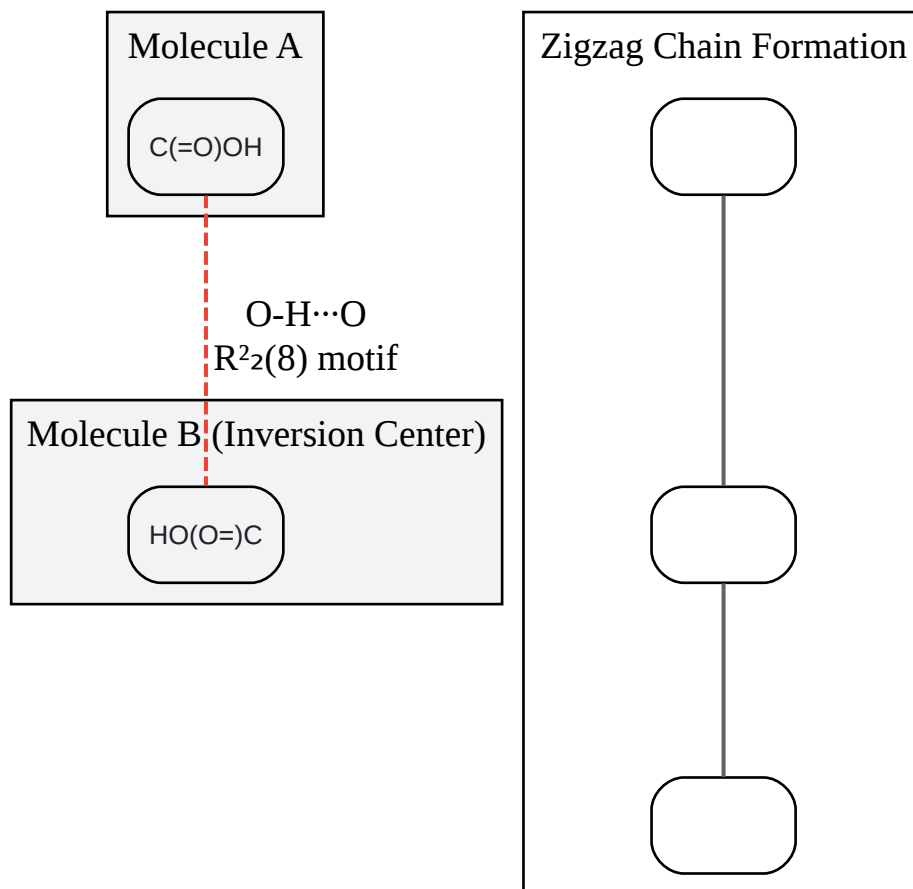 Molecule A
C(=O)OH
O-H···O
R²₂(8) motif
Molecule B (Inversion Center)
HO(O=)C
Zigzag Chain Formation